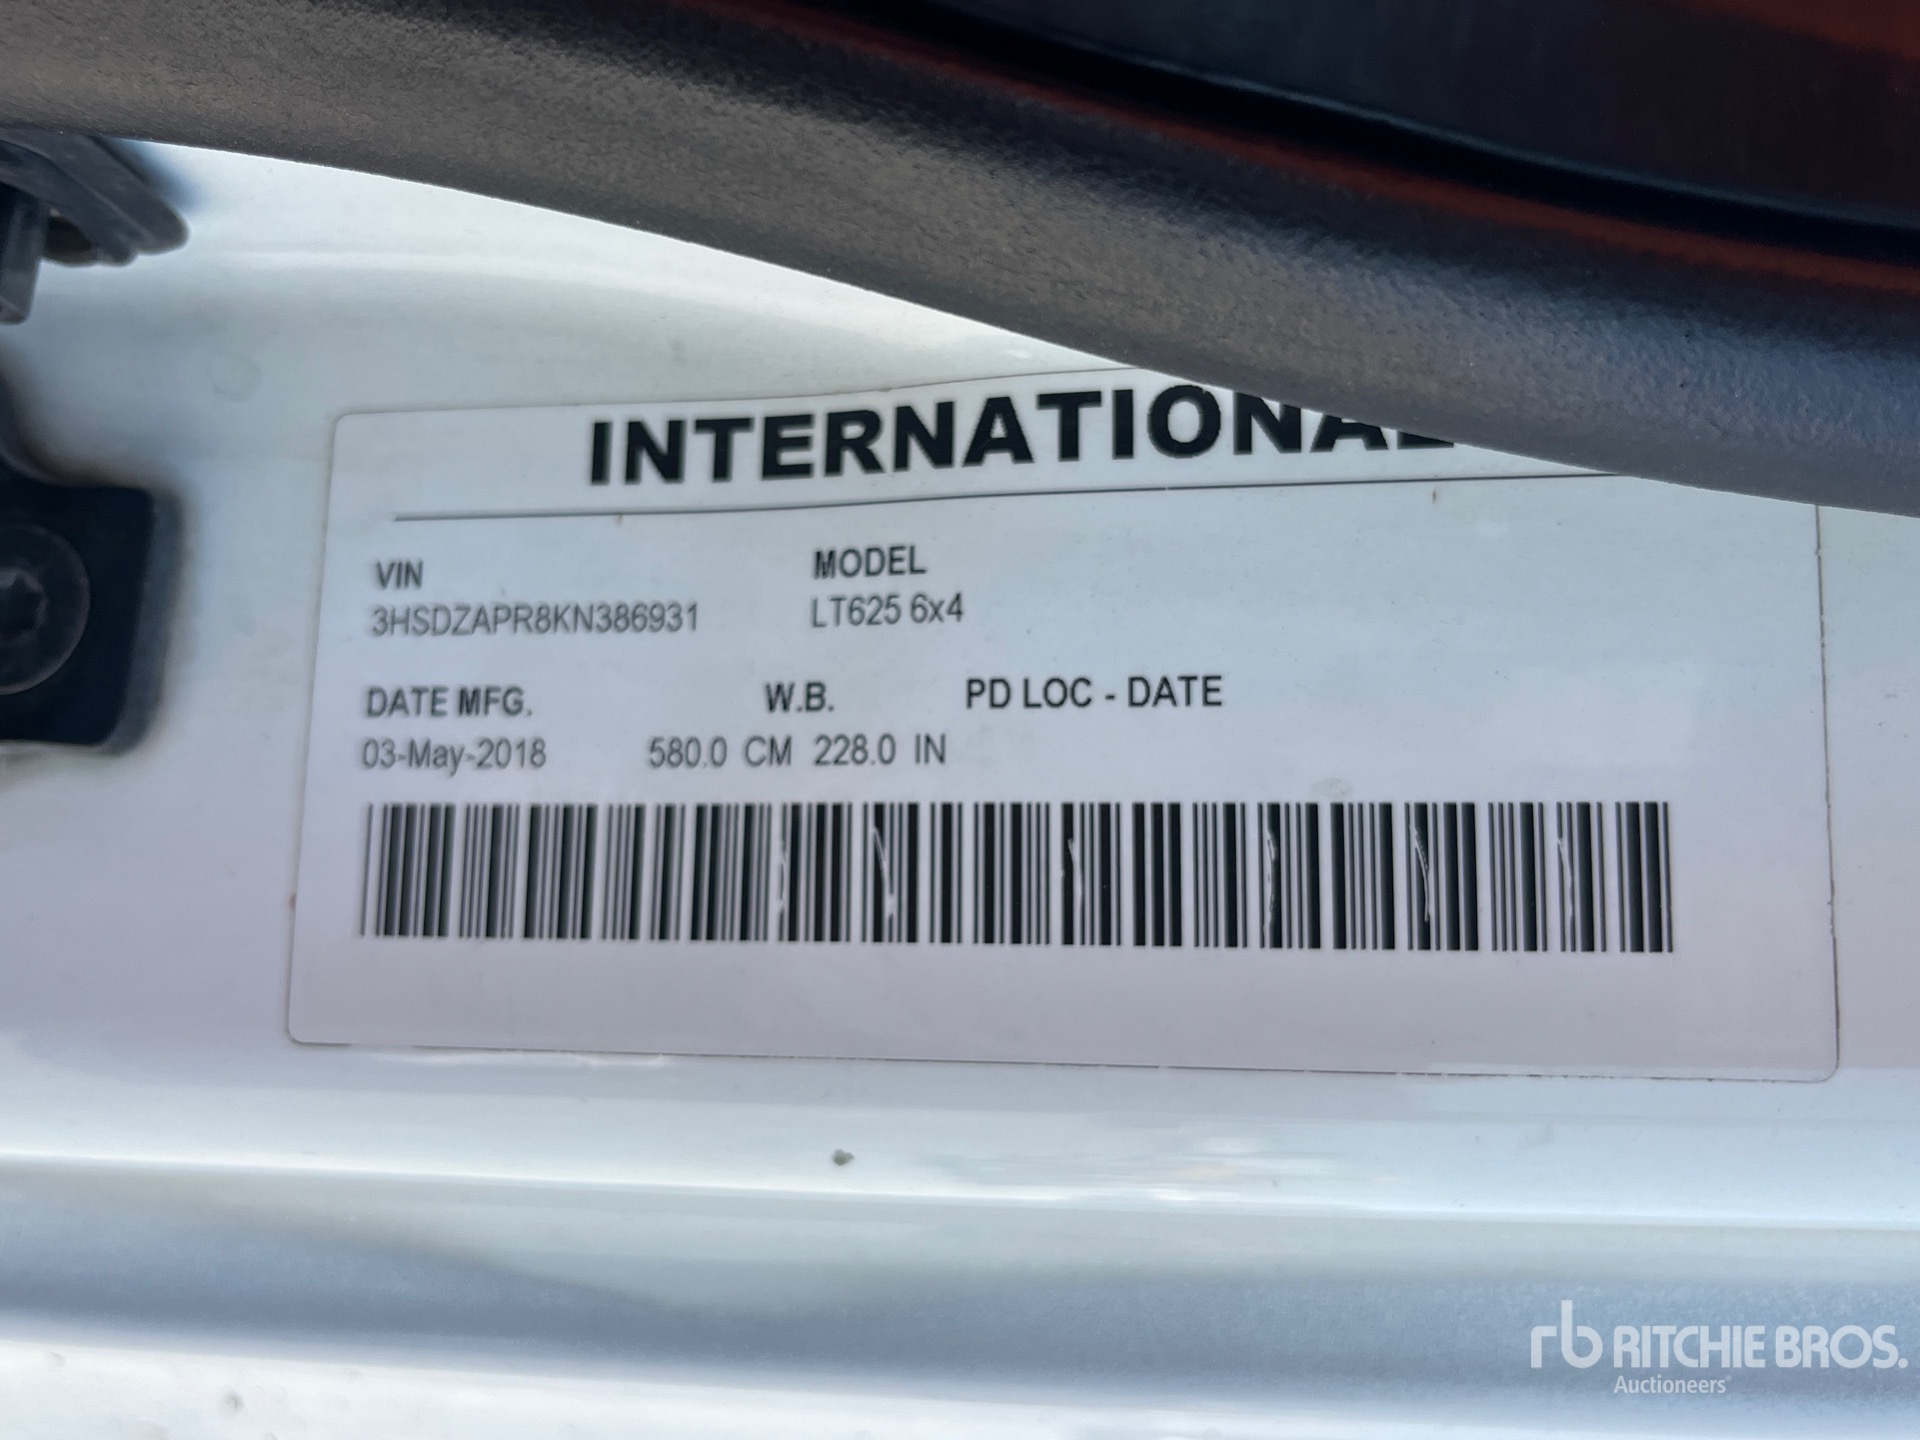 INTERNATIONAL
VIN MODEL
3HSDZAPR8KN386931 LT625 6x4
DATE MFG. W.B. PD LOC - DATE
03-May-2018 580.0 CM 228.0 IN
rb RITCHIE BROS.
Auctioneers